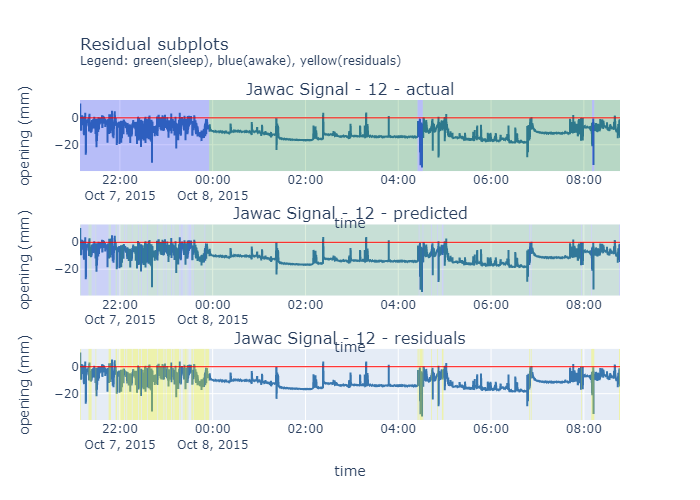 Residual subplots
Legend: green(sleep), blue(awake), yellow(residuals)
Jawac Signal - 12 - actual
opening (mm)
0
−20
22:00 00:00 02:00 04:00 06:00 08:00
Oct 7, 2015 Oct 8, 2015
time
Jawac Signal - 12 - predicted
opening (mm)
0
−20
22:00 00:00 02:00 04:00 06:00 08:00
Oct 7, 2015 Oct 8, 2015
time
Jawac Signal - 12 - residuals
opening (mm)
0
−20
22:00 00:00 02:00 04:00 06:00 08:00
Oct 7, 2015 Oct 8, 2015
time